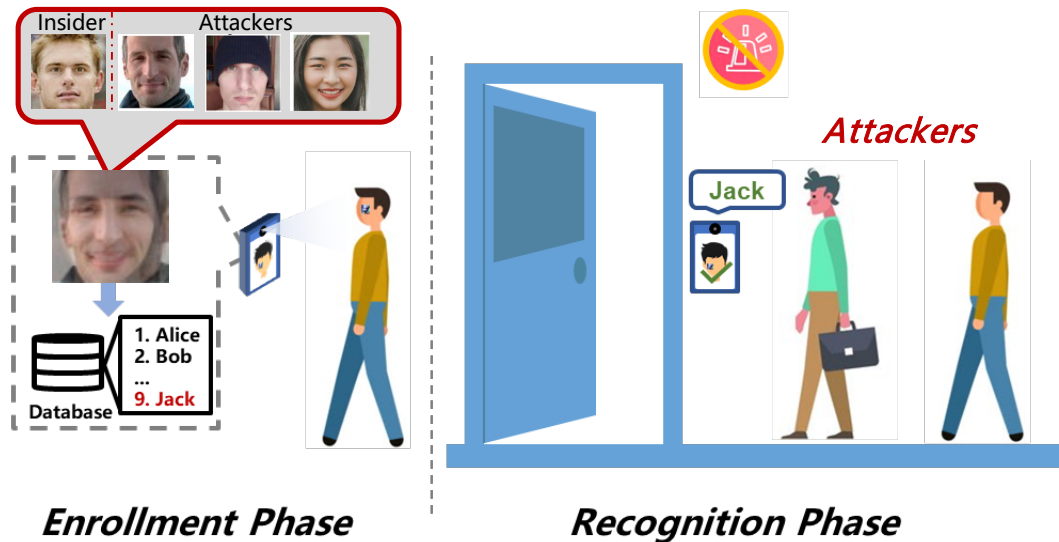 Insider
Attackers
1. Alice
2. Bob
...
9. Jack
Database
Enrollment Phase
Attackers
Jack
Recognition Phase